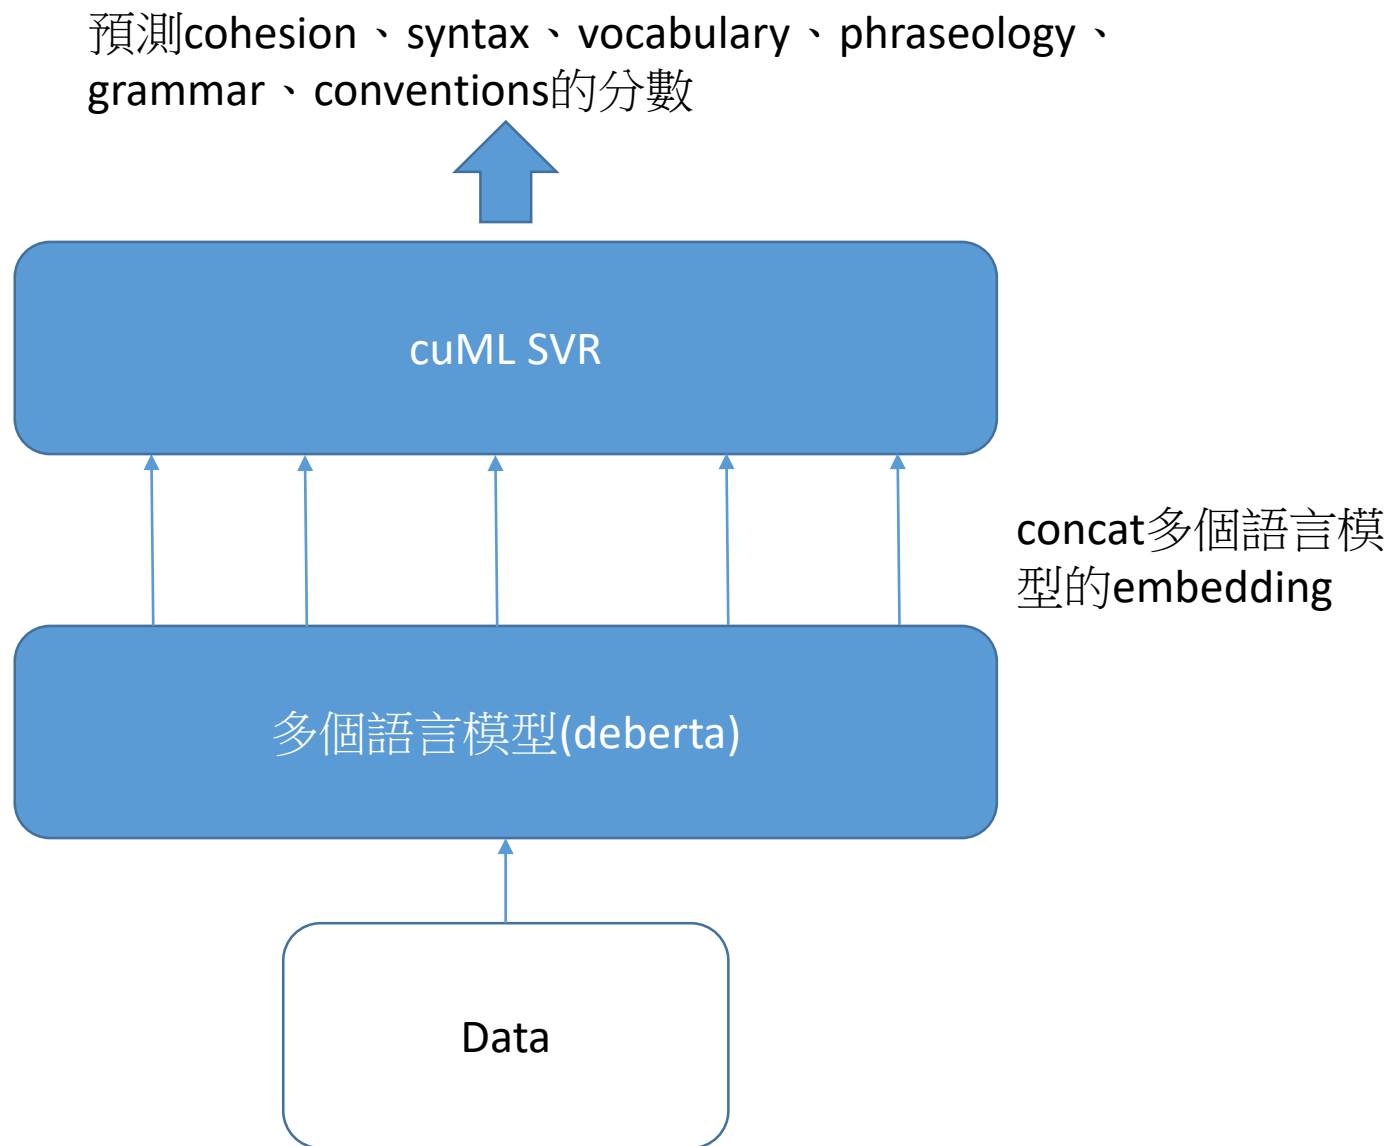 預測cohesion、syntax、vocabulary、phraseology、
grammar、conventions的分數
cuML SVR
concat多個語言模
型的embedding
多個語言模型(deberta)
Data